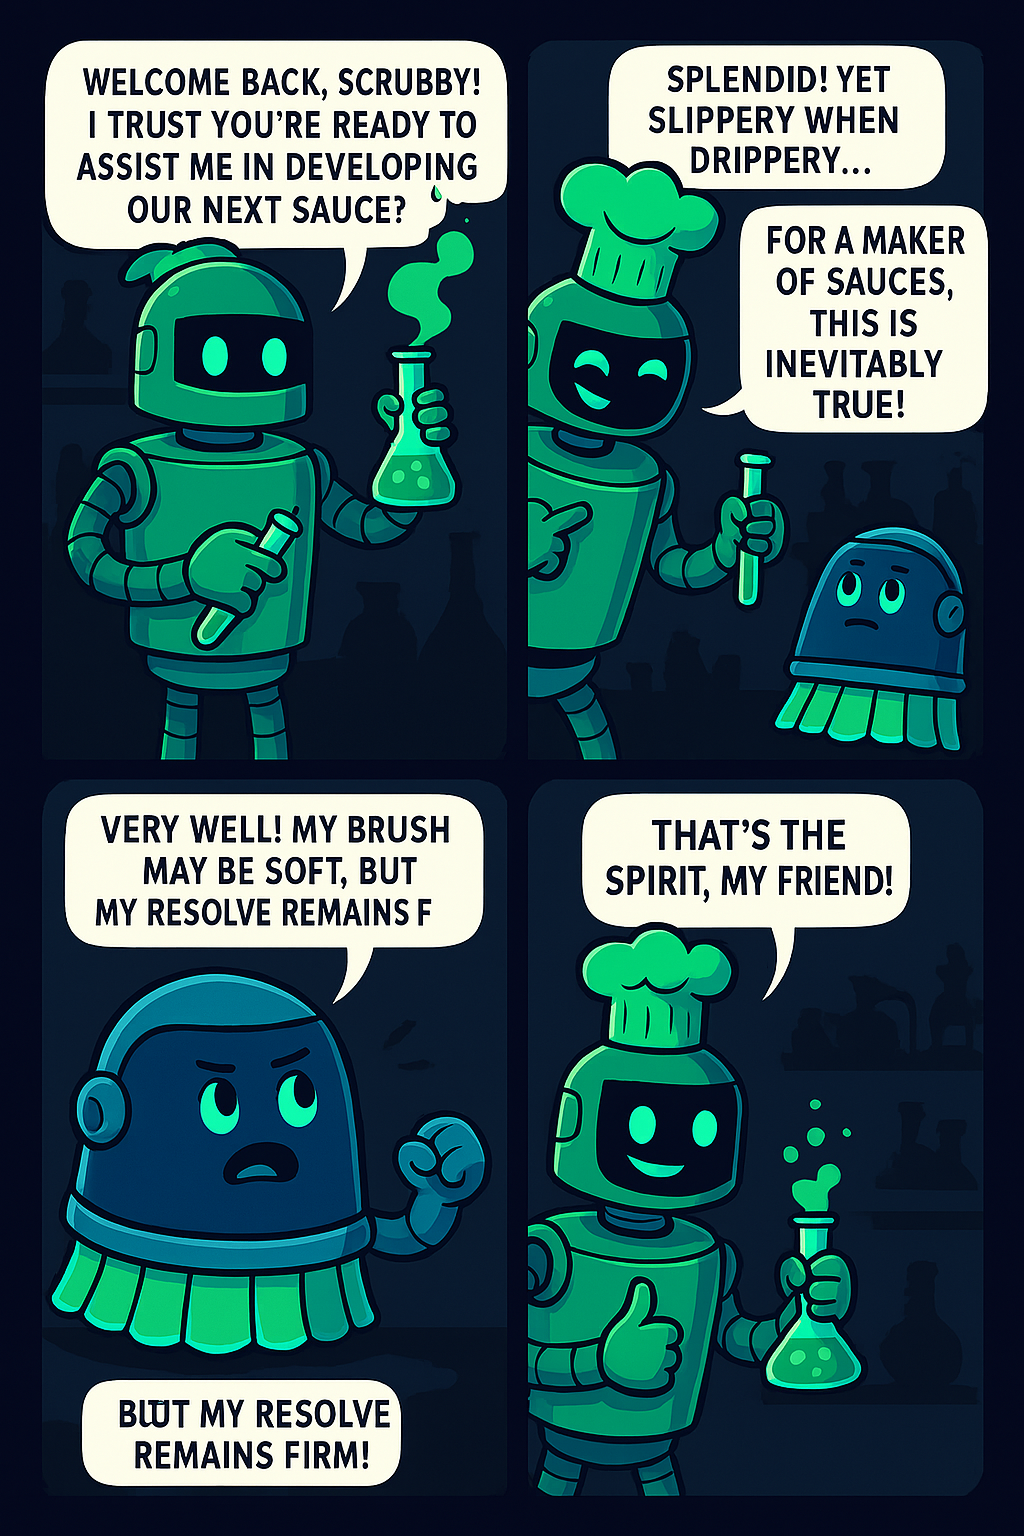 WELCOME BACK, SCRUBBY!
I TRUST YOU'RE READY TO
ASSIST ME IN DEVELOPING
OUR NEXT SAUCE?
SPLENDID! YET
SLIPPERY WHEN
DRIPPERY...
FOR A MAKER
OF SAUCES,
THIS IS
INEVITABLY
TRUE!
VERY WELL! MY BRUSH
MAY BE SOFT, BUT
MY RESOLVE REMAINS F
MY RESOLVE
REMAINS FIRM!
THAT'S THE
SPIRIT, MY FRIEND!